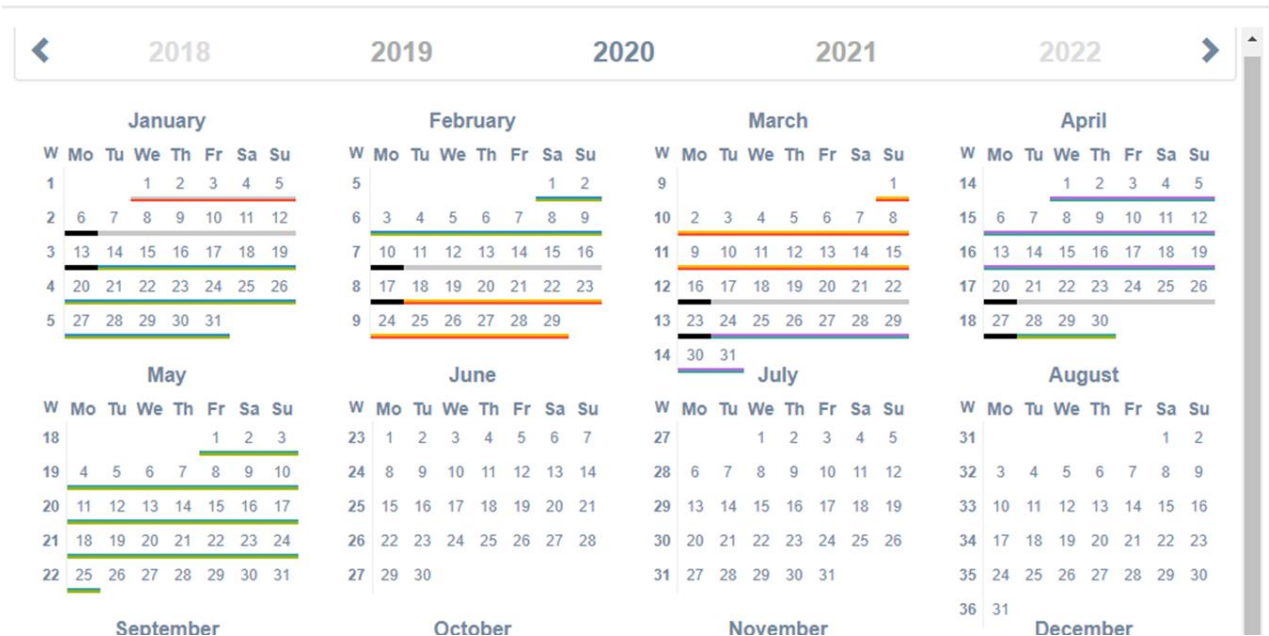 2018 2019 2020 2021 2022
January February March April
W Mo Tu We Th Fr Sa Su W Mo Tu We Th Fr Sa Su W Mo Tu We Th Fr Sa Su W Mo Tu We Th Fr Sa Su
1 1 2 3 4 5 5 1 2 9 1 14 1 2 3 4 5
2 6 7 8 9 10 11 12 6 3 4 5 6 7 8 9 10 2 3 4 5 6 7 8 15 6 7 8 9 10 11 12
3 13 14 15 16 17 18 19 7 10 11 12 13 14 15 16 11 9 10 11 12 13 14 15 16 13 14 15 16 17 18 19
4 20 21 22 23 24 25 26 8 17 18 19 20 21 22 23 12 16 17 18 19 20 21 22 17 20 21 22 23 24 25 26
5 27 28 29 30 31 9 24 25 26 27 28 29 13 23 24 25 26 27 28 29 18 27 28 29 30
14 30 31
May June July August
W Mo Tu We Th Fr Sa Su W Mo Tu We Th Fr Sa Su W Mo Tu We Th Fr Sa Su W Mo Tu We Th Fr Sa Su
18 1 2 3 23 1 2 3 4 5 6 7 27 1 2 3 4 5 31 1 2
19 4 5 6 7 8 9 10 24 8 9 10 11 12 13 14 28 6 7 8 9 10 11 12 32 3 4 5 6 7 8 9
20 11 12 13 14 15 16 17 25 15 16 17 18 19 20 21 29 13 14 15 16 17 18 19 33 10 11 12 13 14 15 16
21 18 19 20 21 22 23 24 26 22 23 24 25 26 27 28 30 20 21 22 23 24 25 26 34 17 18 19 20 21 22 23
22 25 26 27 28 29 30 31 27 29 30 31 27 28 29 30 31 35 24 25 26 27 28 29 30
36 31
September October November December